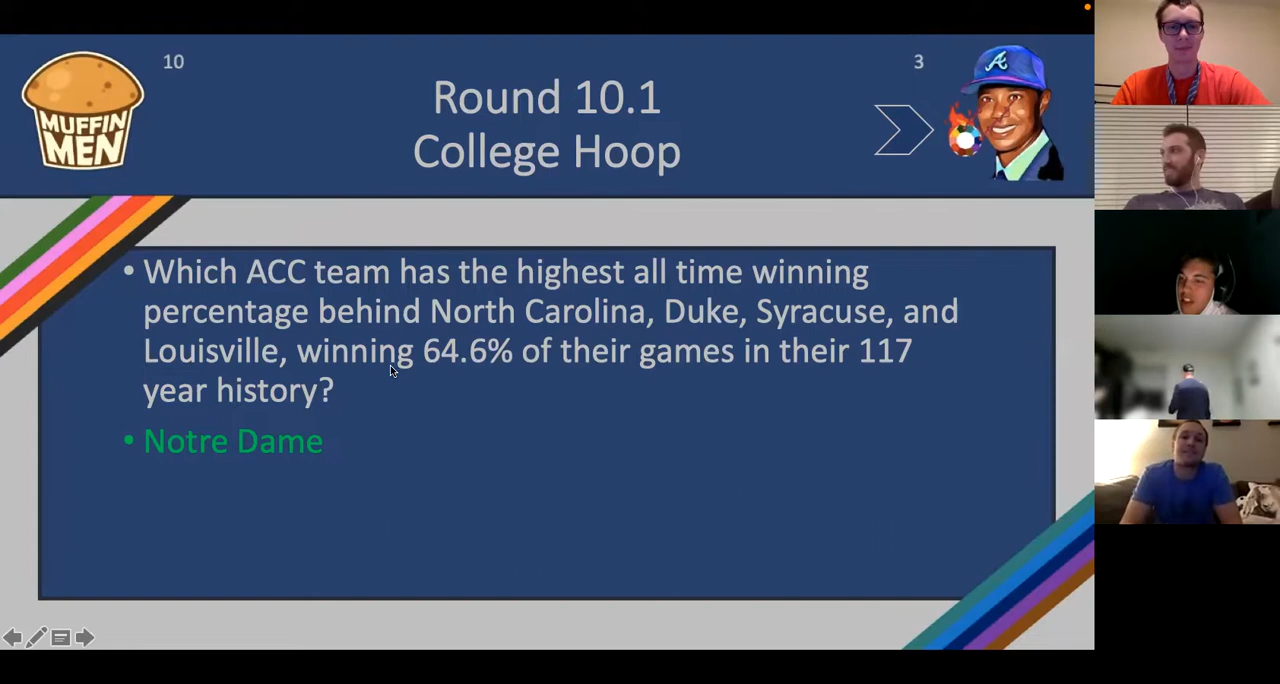 10
3
Round 10.1
College Hoop
MUFFIN
MEN
A
• Which ACC team has the highest all time winning
percentage behind North Carolina, Duke, Syracuse, and
Louisville, winning 64.6% of their games in their 117
year history?
• Notre Dame